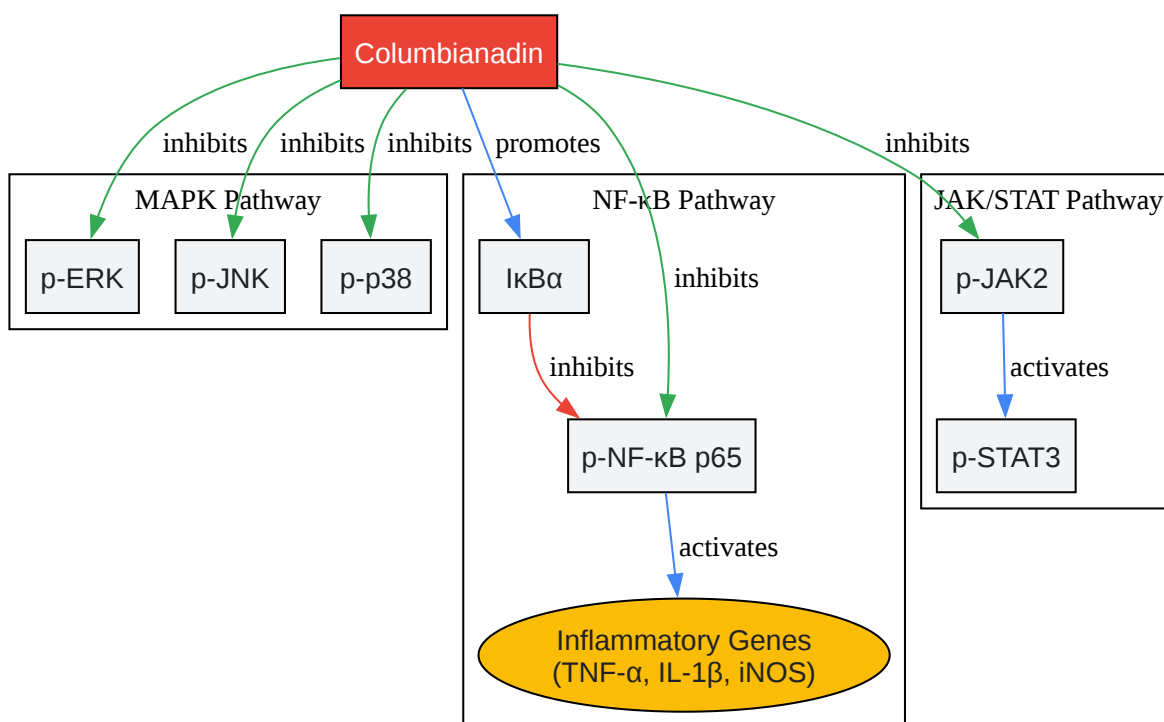 Columbianadin
inhibits
inhibits
inhibits
promotes
inhibits
MAPK Pathway
NF-κB Pathway
JAK/STAT Pathway
p-ERK
p-JNK
p-p38
IκBα
inhibits
p-JAK2
inhibits
activates
p-NF-κB p65
p-STAT3
activates
Inflammatory Genes
(TNF-α, IL-1β, iNOS)